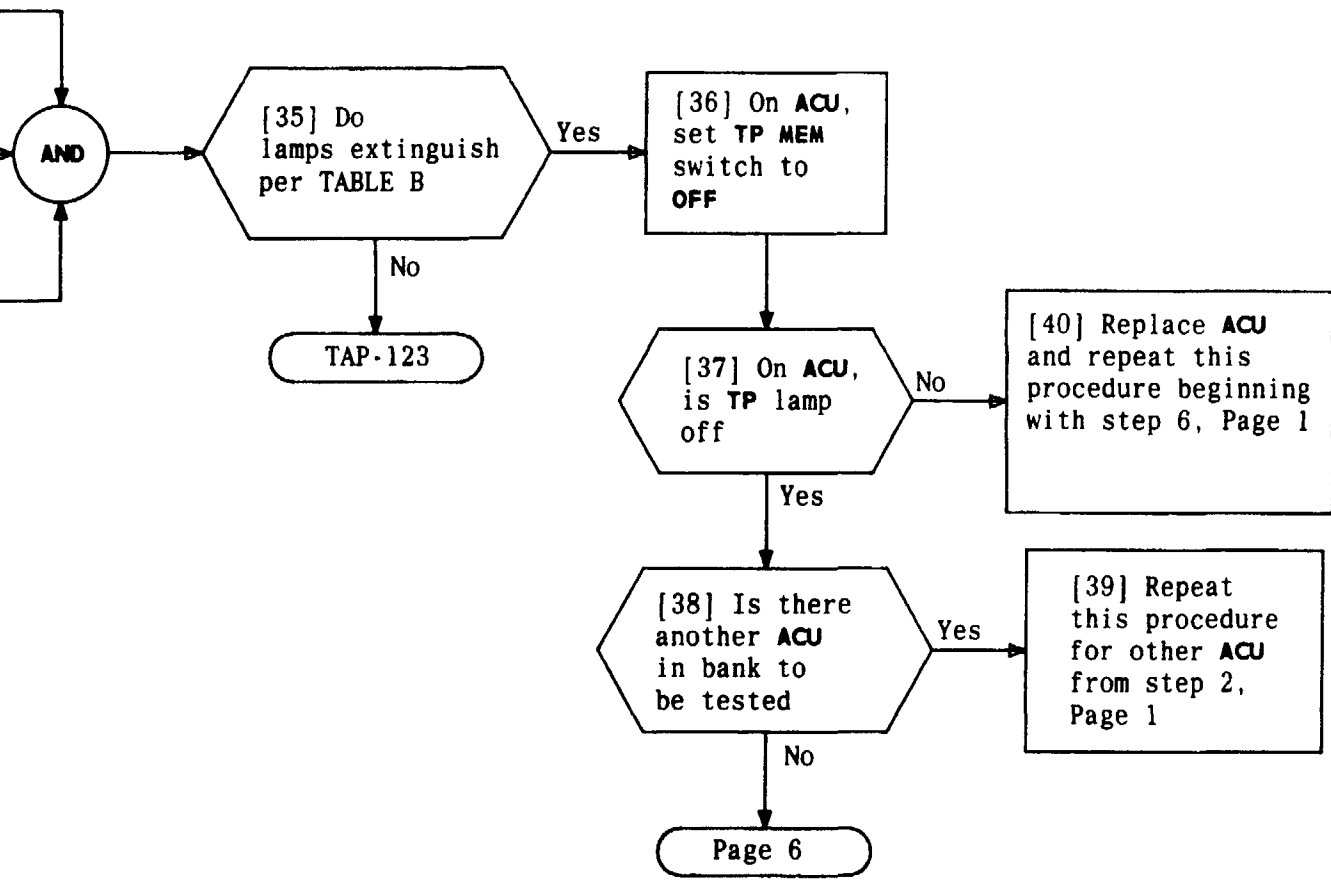 AND
[35] Do
lamps extinguish
per TABLE B
Yes
No
TAP-123
[36] On ACU,
set TP MEM
switch to
OFF
[37] On ACU,
is TP lamp
off
No
Yes
[40] Replace ACU
and repeat this
procedure beginning
with step 6, Page 1
[38] Is there
another ACU
in bank to
be tested
Yes
No
[39] Repeat
this procedure
for other ACU
from step 2,
Page 1
Page 6